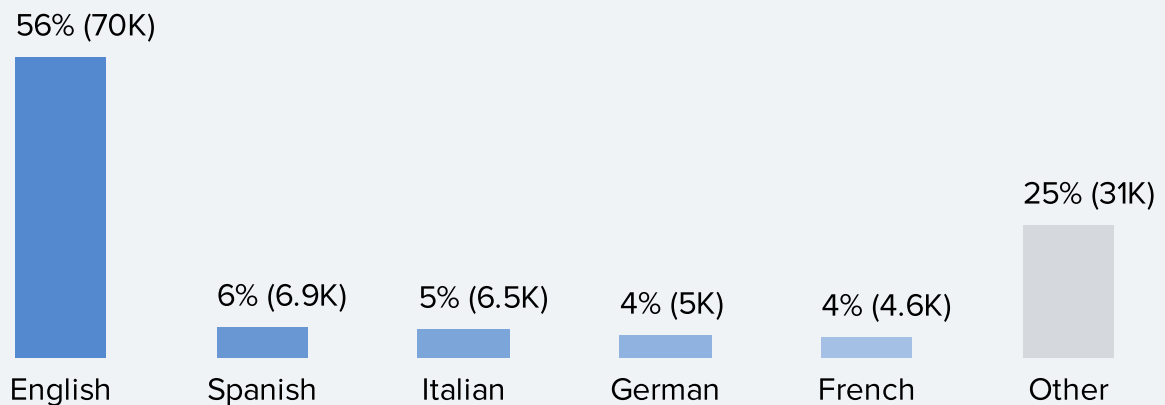 56% (70K)
25% (31K)
6% (6.9K)
5% (6.5K)
4% (5K)
4% (4.6K)
English
Spanish
Italian
German
French
Other